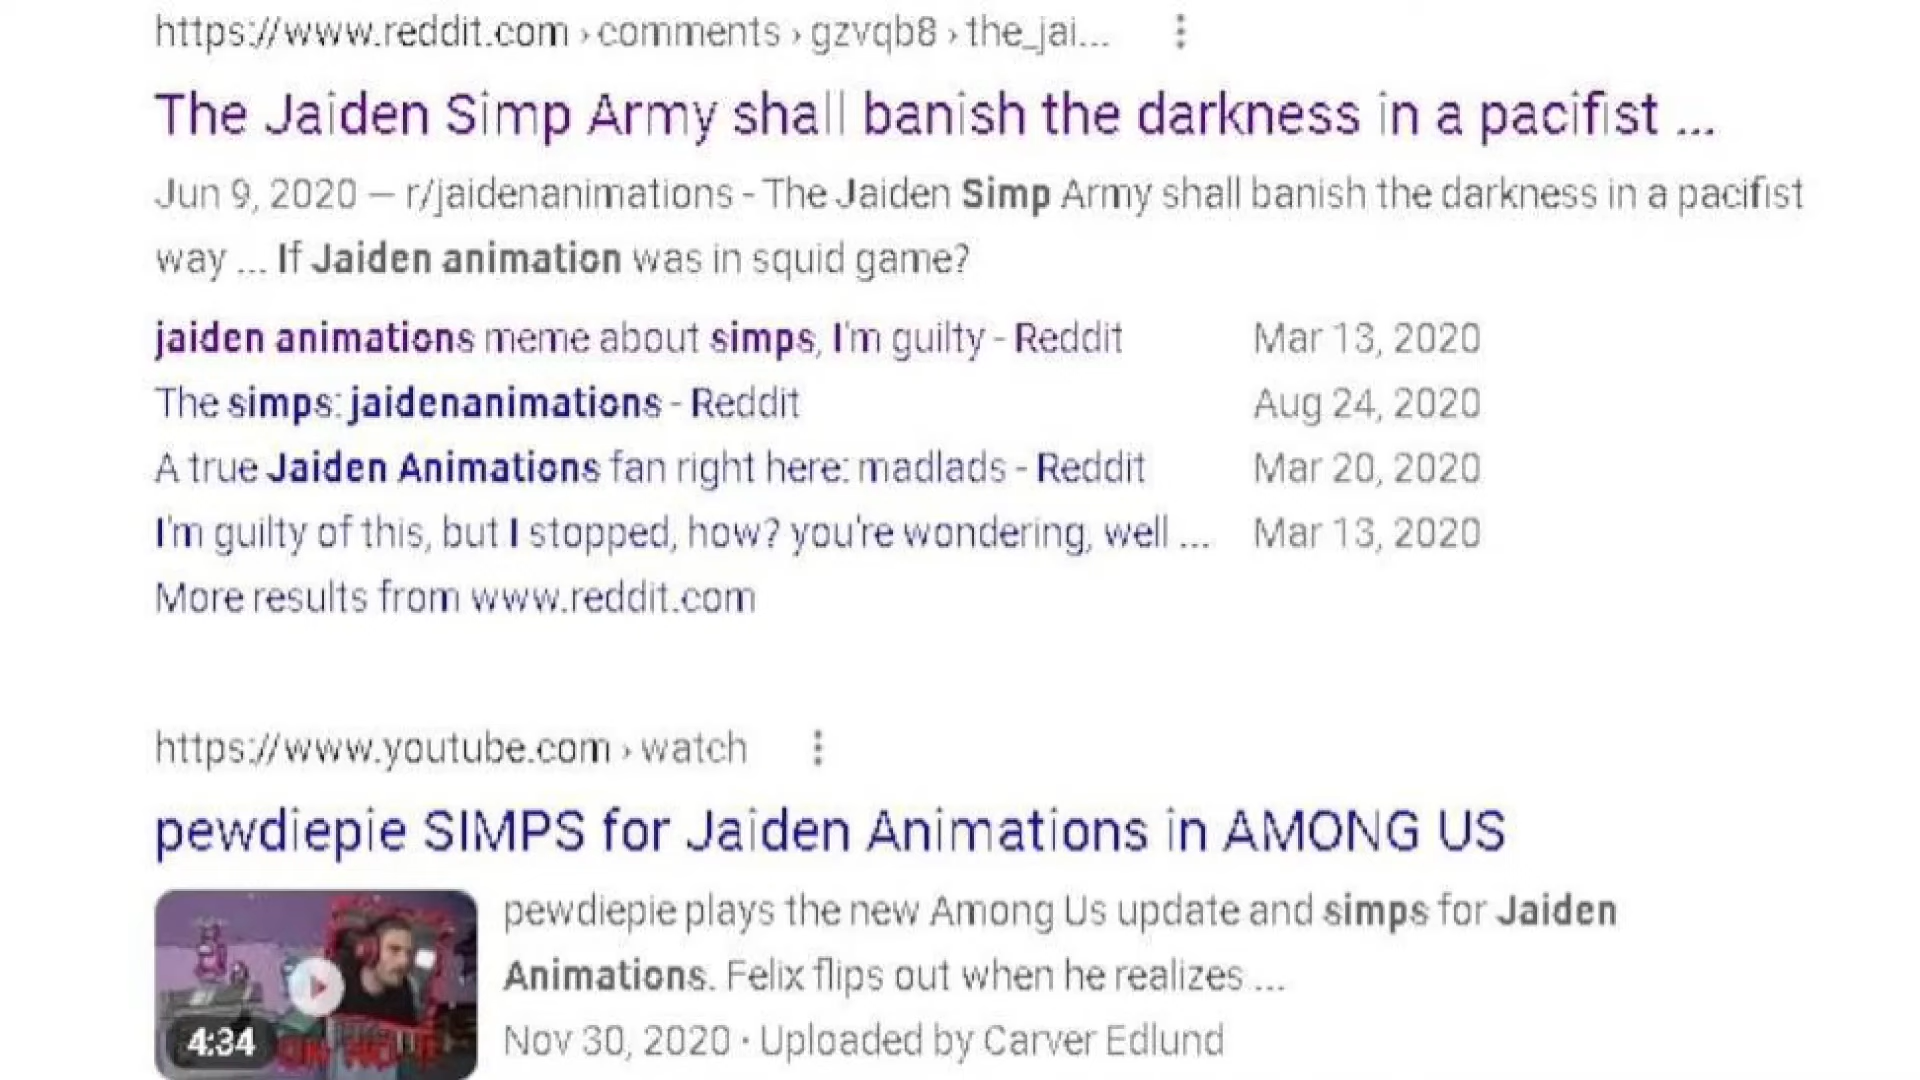 https://www.reddit.com › comments › gzvqb8 › the_jai...
The Jaiden Simp Army shall banish the darkness in a pacifist ...
Jun 9, 2020 — r/jaidenanimations - The Jaiden Simp Army shall banish the darkness in a pacifist
way ... If Jaiden animation was in squid game?
jaiden animations meme about simps, I'm guilty - Reddit Mar 13, 2020
The simps: jaidenanimations - Reddit Aug 24, 2020
A true Jaiden Animations fan right here: madlads - Reddit Mar 20, 2020
I'm guilty of this, but I stopped, how? you're wondering, well ... Mar 13, 2020
More results from www.reddit.com
https://www.youtube.com › watch
pewdiepie SIMPS for Jaiden Animations in AMONG US
pewdiepie plays the new Among Us update and simps for Jaiden
Animations. Felix flips out when he realizes ...
4:34
Nov 30, 2020 · Uploaded by Carver Edlund